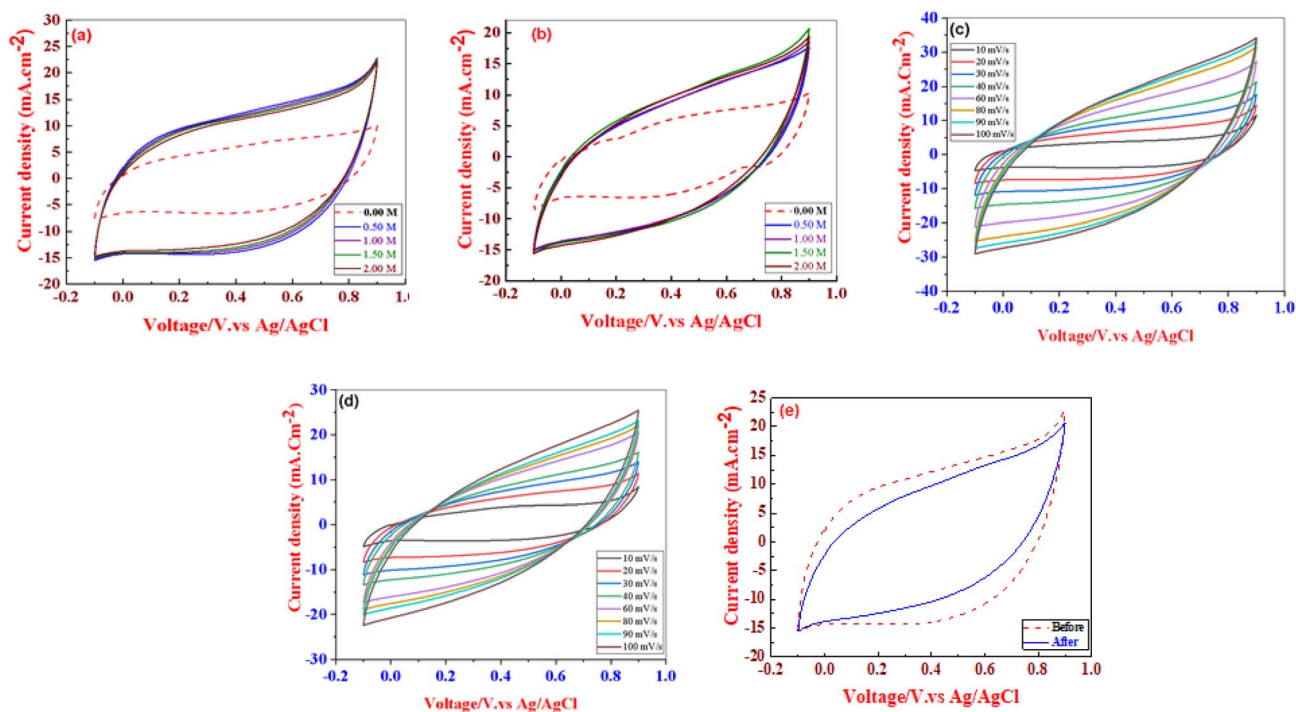 (a)
Current density (mA.cm-2)
30
25
20
15
10
5
0
-5
-10
-15
-20
-0.2 0.0 0.2 0.4 0.6 0.8 1.0
Voltage/V.vs Ag/AgCl
0.00 M
0.50 M
1.00 M
1.50 M
2.00 M
(b)
Current density (mA.cm-2)
20
15
10
5
0
-5
-10
-15
-20
-0.2 0.0 0.2 0.4 0.6 0.8 1.0
Voltage/V.vs Ag/AgCl
0.00 M
0.50 M
1.00 M
1.50 M
2.00 M
(c)
Current density (mA.Cm-2)
40
30
20
10
0
-10
-20
-30
-40
-0.2 0.0 0.2 0.4 0.6 0.8 1.0
Voltage/V.vs Ag/AgCl
10 mV/s
20 mV/s
30 mV/s
40 mV/s
60 mV/s
80 mV/s
90 mV/s
100 mV/s
(d)
Current density (mA.Cm-2)
30
20
10
0
-10
-20
-30
-0.2 0.0 0.2 0.4 0.6 0.8 1.0
Voltage/V.vs Ag/AgCl
10 mV/s
20 mV/s
30 mV/s
40 mV/s
60 mV/s
80 mV/s
90 mV/s
100 mV/s
(e)
Current density (mA.cm-2)
25
20
15
10
5
0
-5
-10
-15
-20
-0.2 0.0 0.2 0.4 0.6 0.8 1.0
Voltage/V.vs Ag/AgCl
Before
After